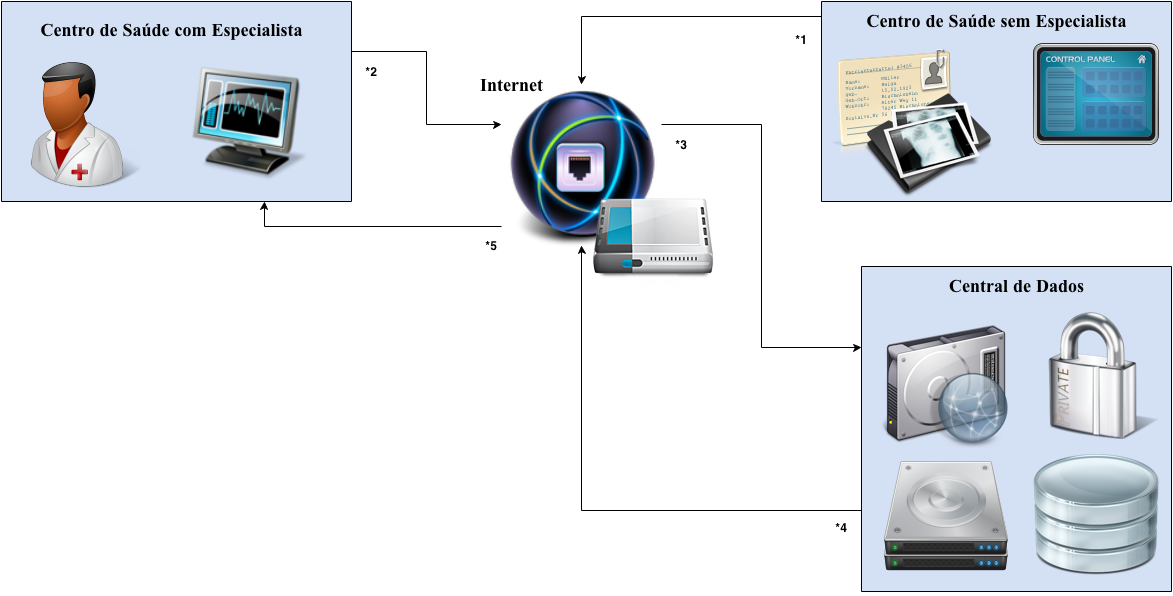 Centro de Saúde com Especialista
*2
Internet
*1
Centro de Saúde sem Especialista
CONTROL PANEL
*3
*5
Central de Dados
PRIVATE
*4